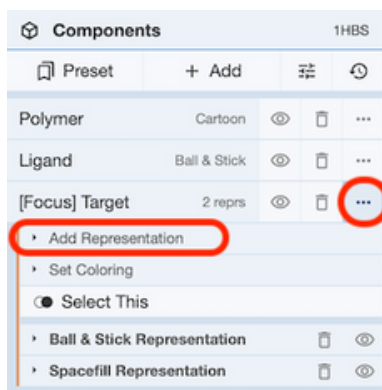 Components 1HBS
Preset + Add
Polymer Cartoon
Ligand Ball & Stick
[Focus] Target 2 reprs
Add Representation
Set Coloring
Select This
Ball & Stick Representation
Spacefill Representation